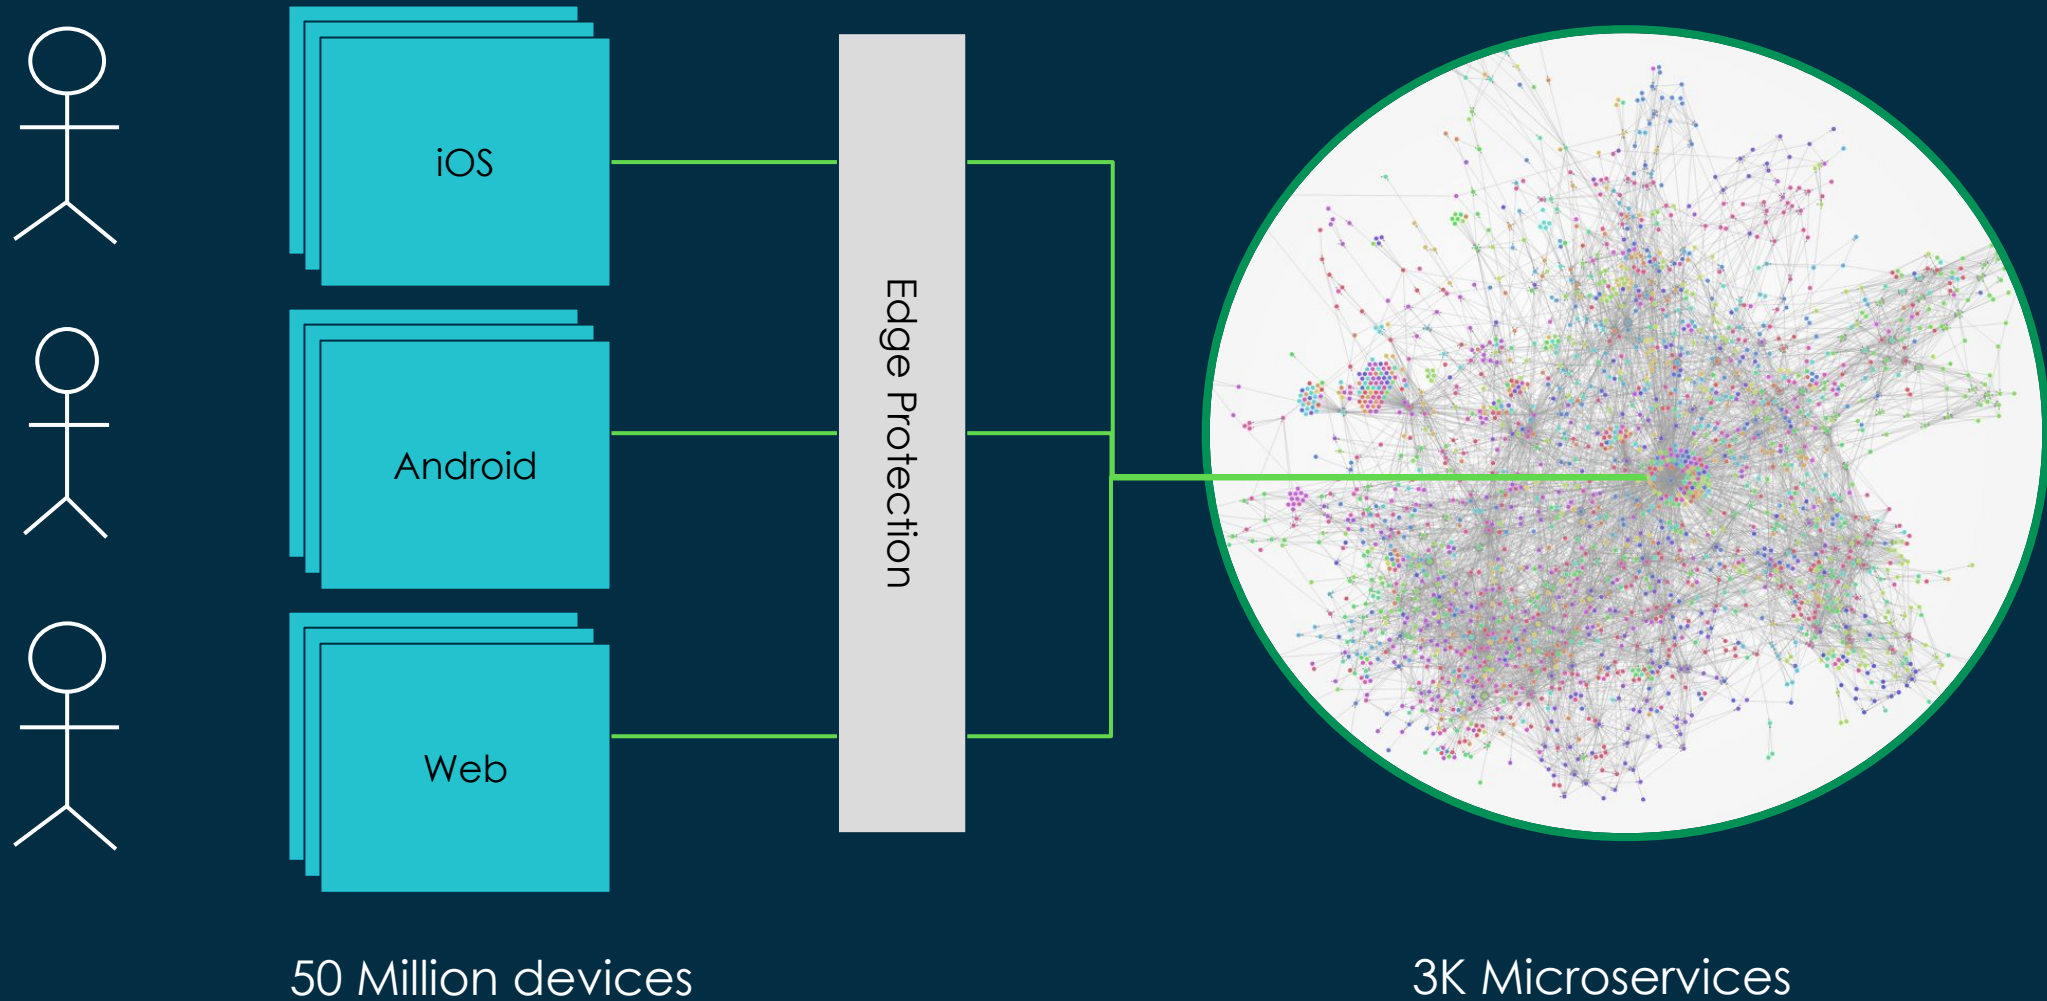 iOS
Android
Web
Edge Protection
50 Million devices
3K Microservices